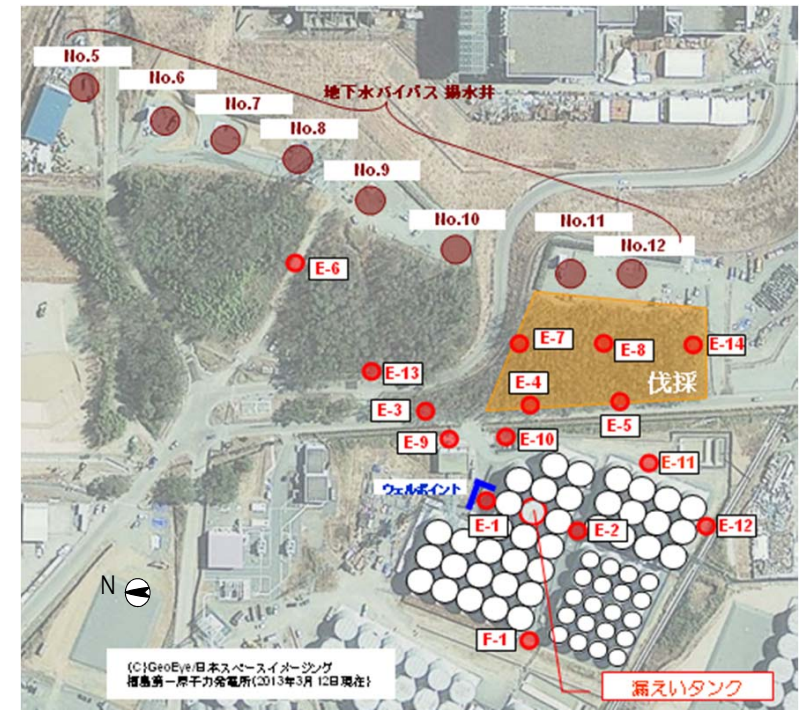 No.5
No.6
No.7
No.8
No.9
No.10
No.11
No.12
地下水バイパス 揚水井
E-6
E-7
E-8
E-14
E-13
E-4
伐採
E-3
E-5
E-9
E-10
E-11
ウェルポイント
E-1
E-2
E-12
N
F-1
(C)GeoEye/日本スペースイメージング
福島第一原子力発電所(2013年3月12日現在)
漏えいタンク